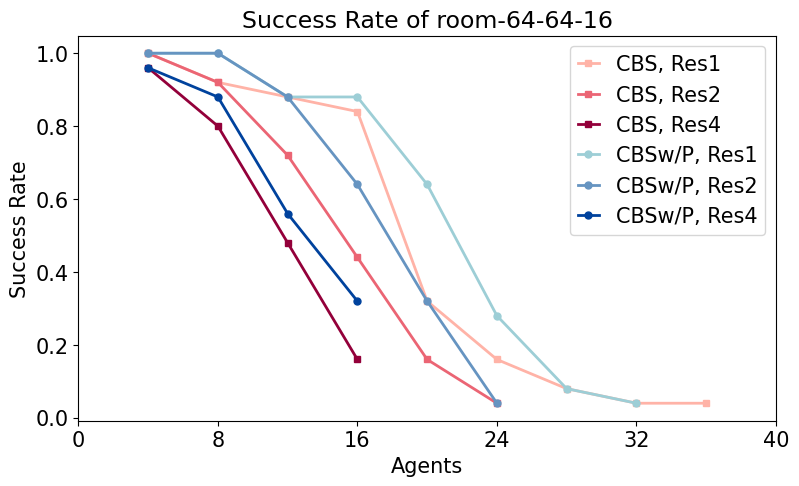 Success Rate of room-64-64-16
CBS, Res1
CBS, Res2
CBS, Res4
CBSw/P, Res1
CBSw/P, Res2
CBSw/P, Res4
Success Rate
1.0
0.8
0.6
0.4
0.2
0.0
0 8 16 24 32 40
Agents